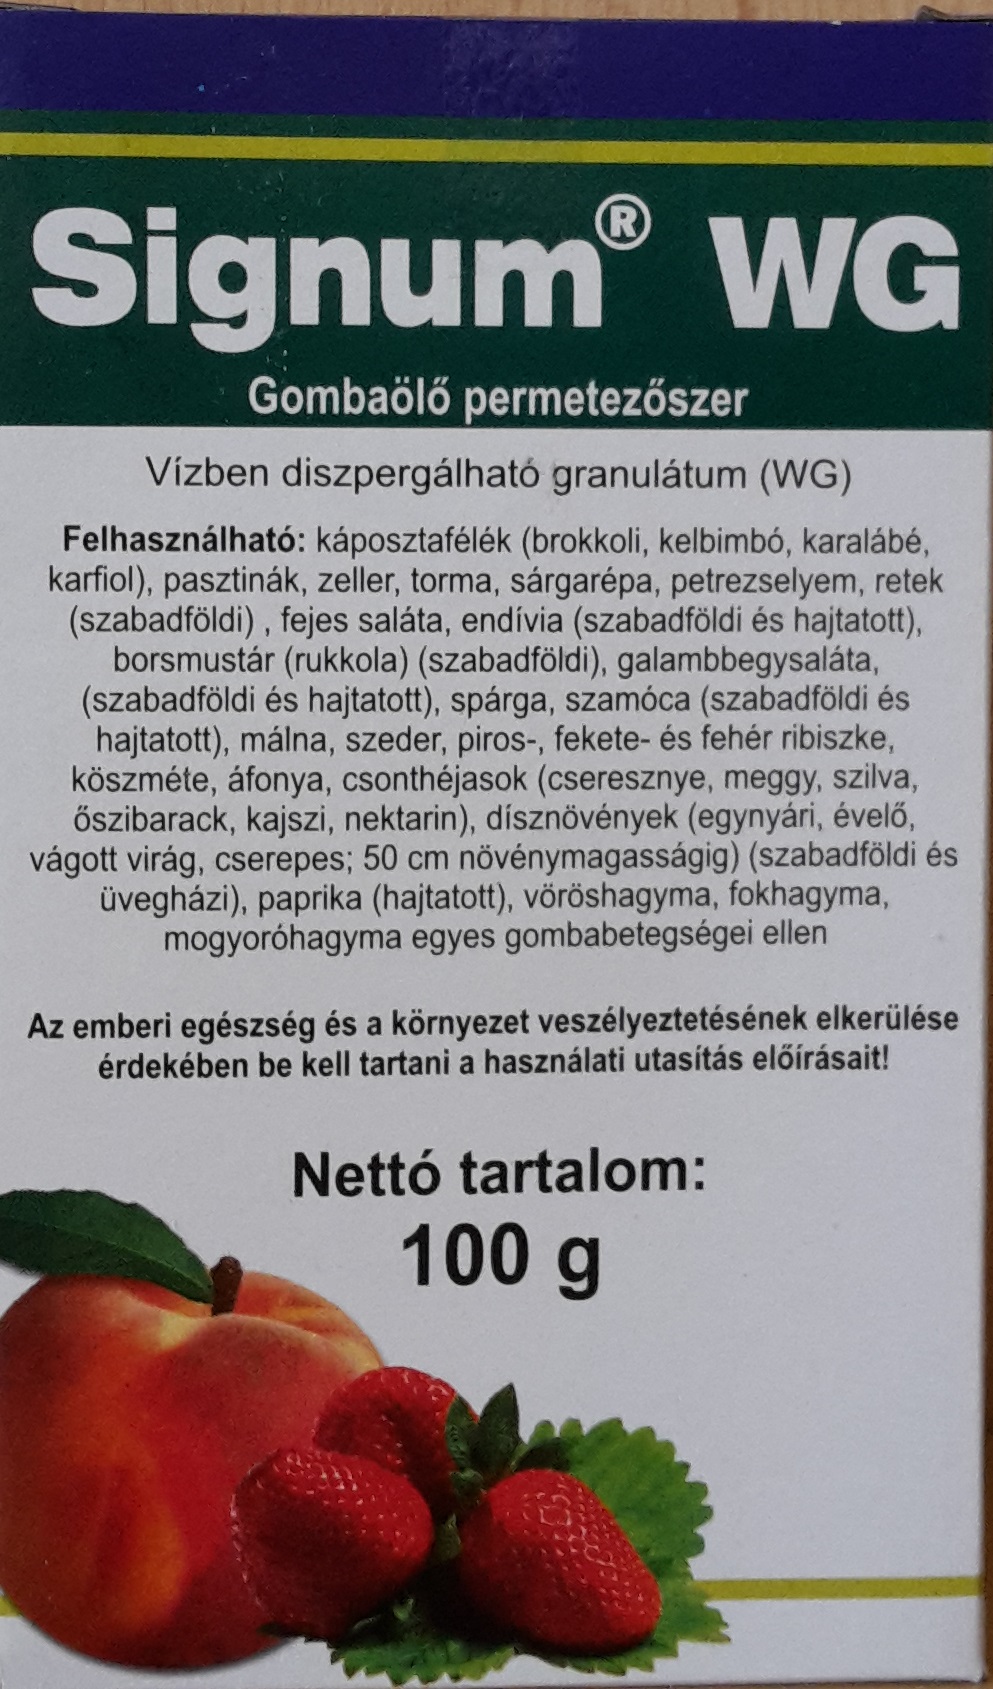 Signum® WG
Gombaölő permetezőszer
Vízben diszpergálható granulátum (WG)
Felhasználható: káposztafélék (brokkoli, kelbimbó, karalábé,
karfiol), pasztinák, zeller, torma, sárgarépa, petrezselyem, retek
(szabadföldi) , fejes saláta, endívia (szabadföldi és hajtatott),
borsmustár (rukkola) (szabadföldi), galambbegysaláta,
(szabadföldi és hajtatott), spárga, szamóca (szabadföldi és
hajtatott), málna, szeder, piros-, fekete- és fehér ribiszke,
köszméte, áfonya, csonthéjasok (cseresznye, meggy, szilva,
őszibarack, kajszi, nektarin), dísznövények (egynyári, évelő,
vágott virág, cserepes; 50 cm növénymagasságig) (szabadföldi és
üvegházi), paprika (hajtatott), vöröshagyma, fokhagyma,
mogyoróhagyma egyes gombabetegségei ellen
Az emberi egészség és a környezet veszélyeztetésének elkerülése
érdekében be kell tartani a használati utasítás előírásait!
Nettó tartalom:
100 g